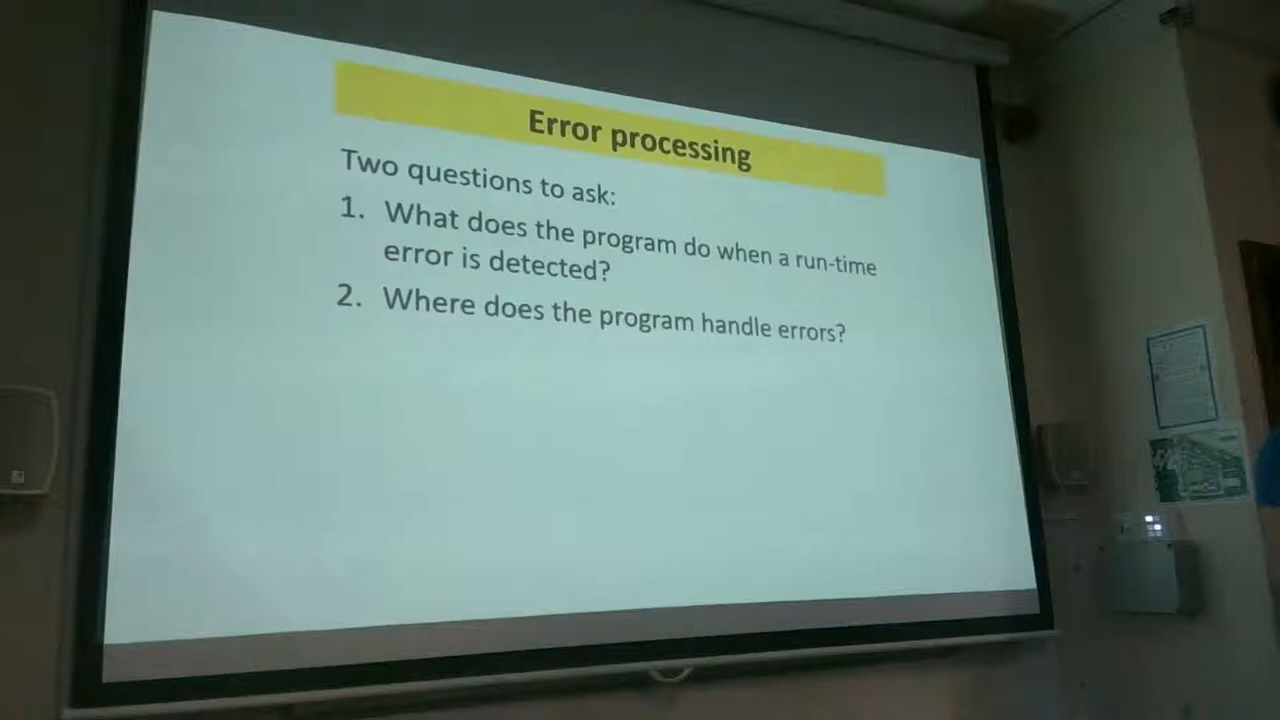 Error processing
Two questions to ask:
1. What does the program do when a run-time
error is detected?
2. Where does the program handle errors?